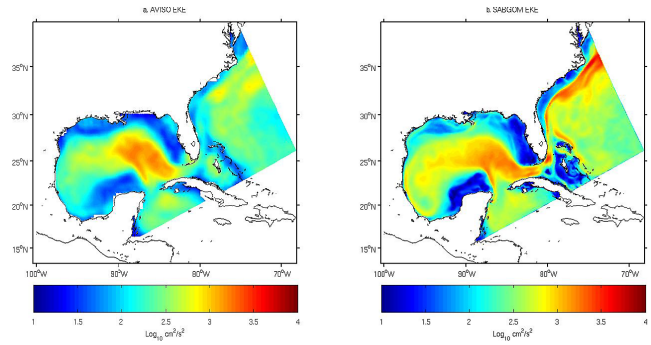 a. AVISO EKE
35°N
30°N
25°N
20°N
15°N
100°W
90°W
80°W
70°W
1
1.5
2
2.5
3
3.5
4
Log10 cm²/s²
b. SABGOM EKE
35°N
30°N
25°N
20°N
15°N
100°W
90°W
80°W
70°W
1
1.5
2
2.5
3
3.5
4
Log10 cm²/s²